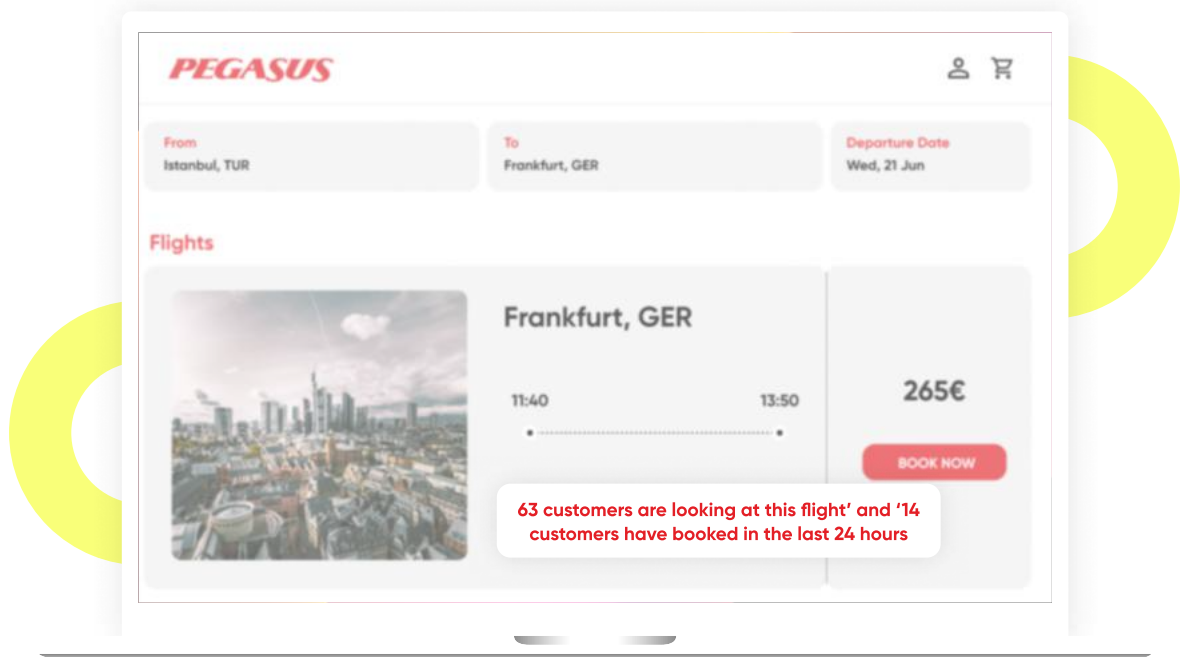 PEGASUS
From
Istanbul, TUR
To
Frankfurt, GER
Departure Date
Wed, 21 Jun
Flights
Frankfurt, GER
11:40
13:50
265€
BOOK NOW
63 customers are looking at this flight’ and ‘14
customers have booked in the last 24 hours